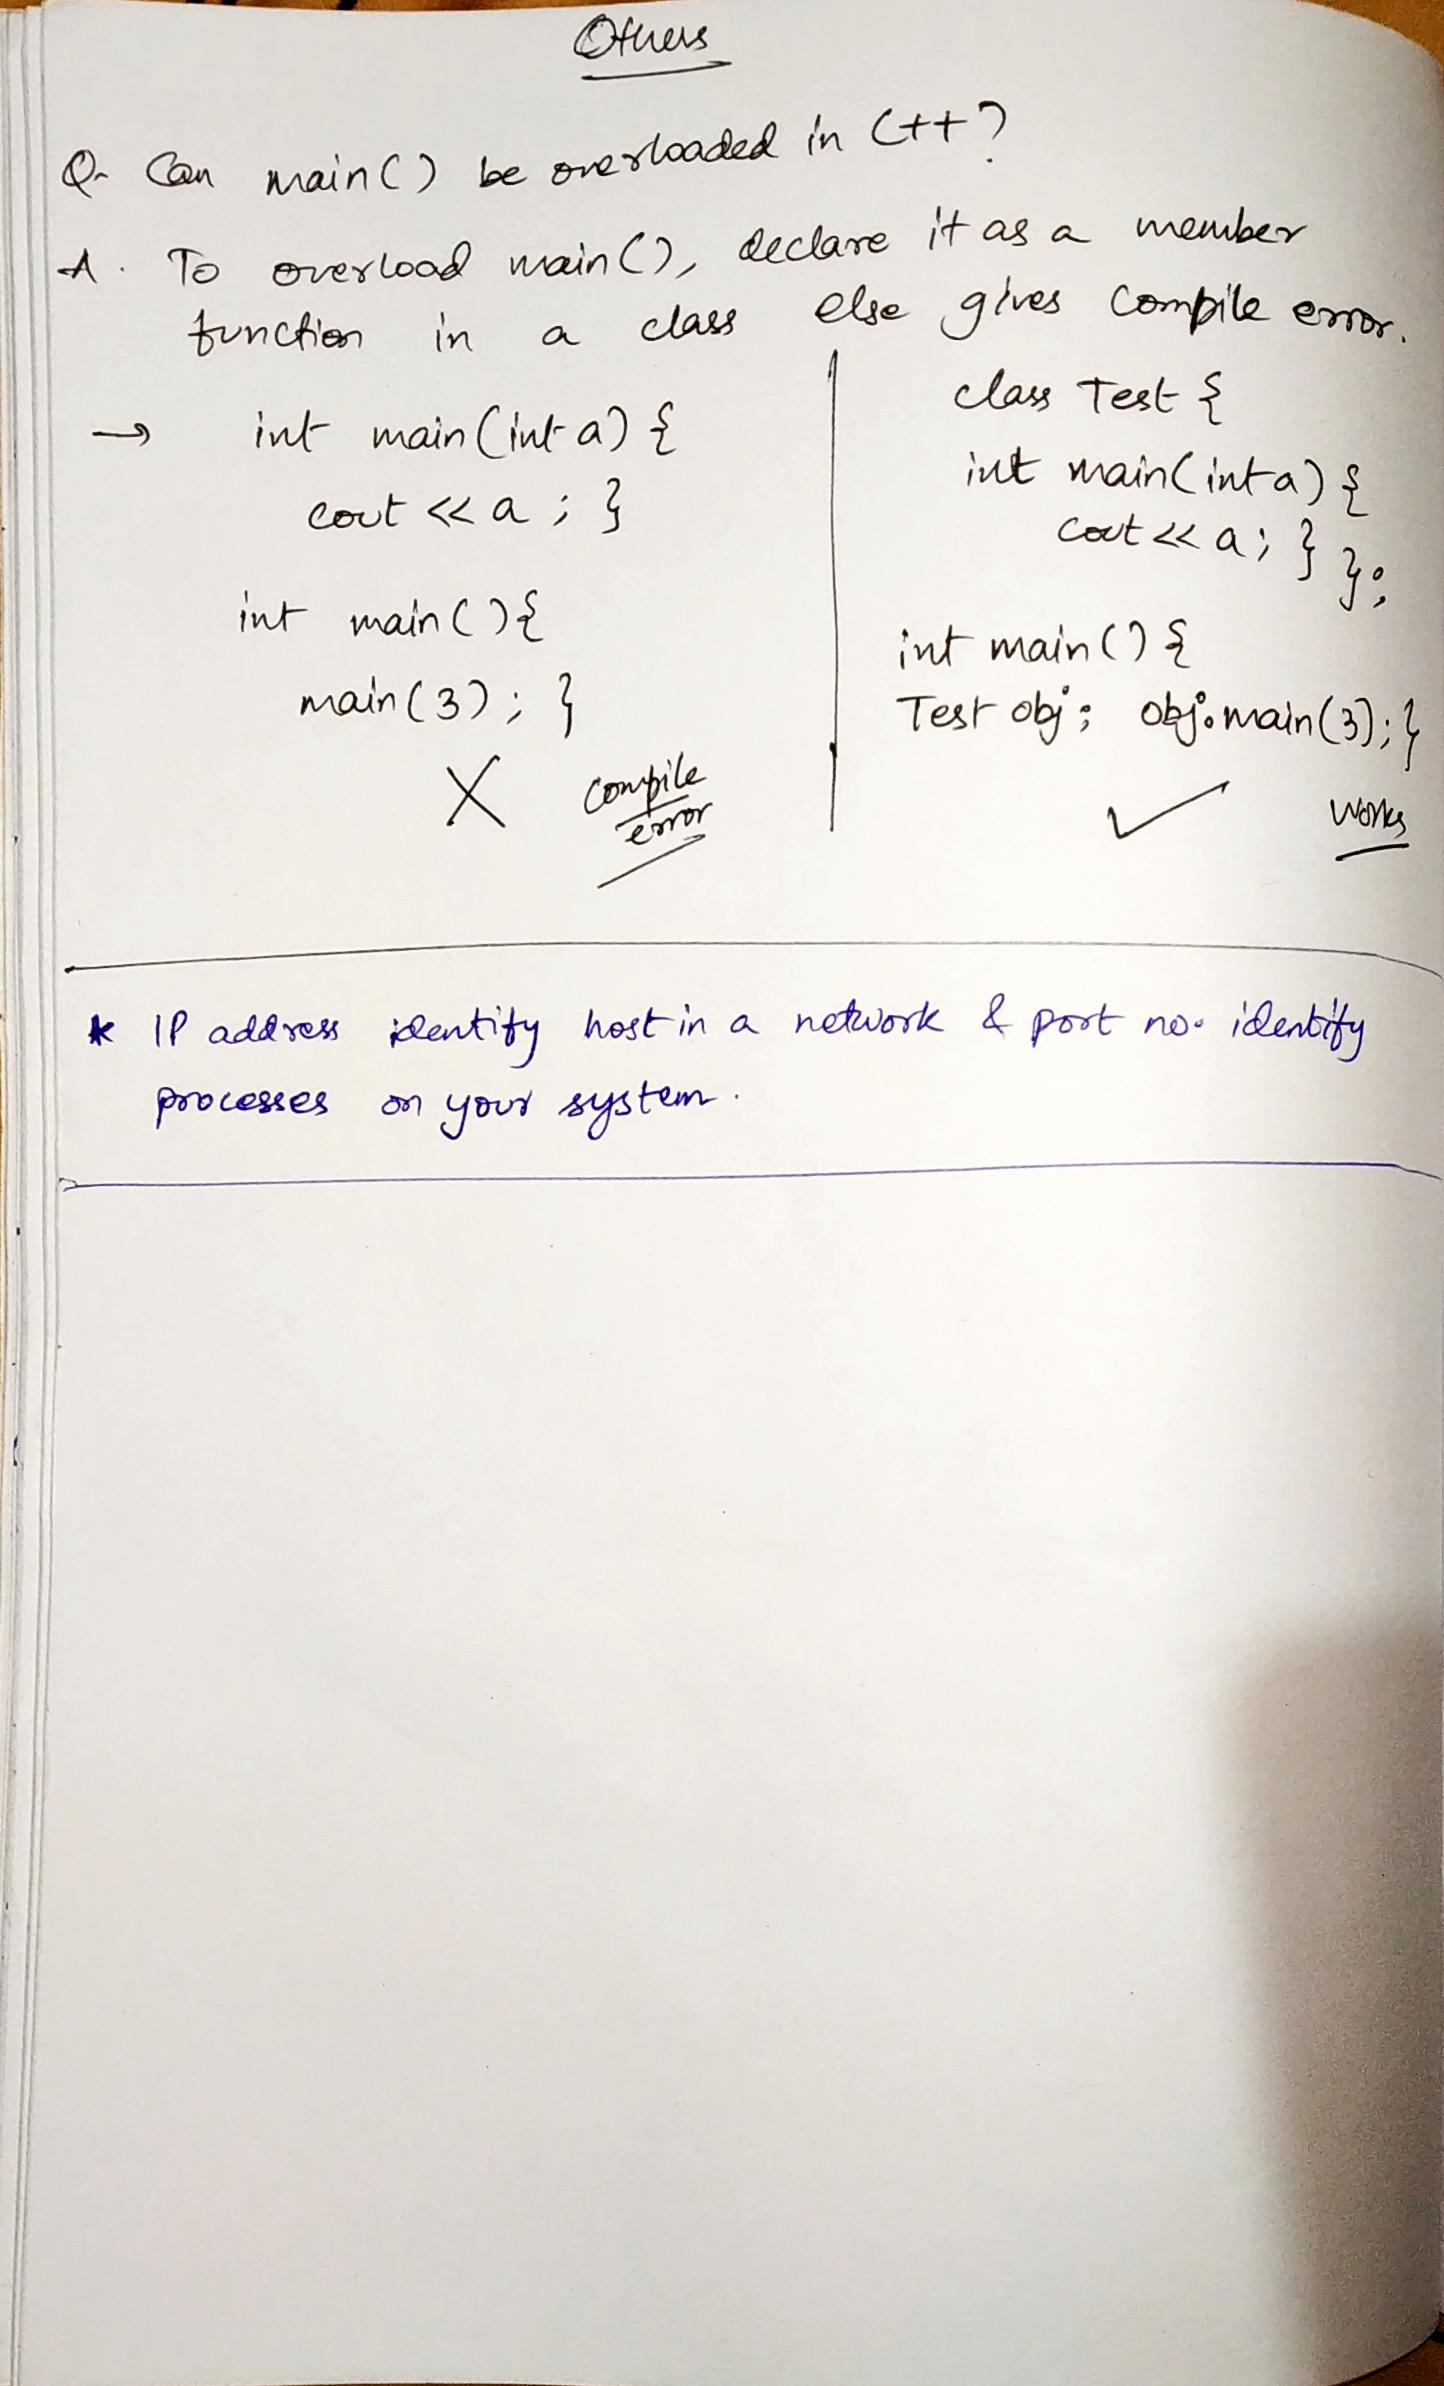 Others
Q. Can main() be overloaded in C++?
A. To overload main(), declare it as a member
function in a class else gives compile error.
→ int main(int a) {
cout << a ; }
int main() {
main(3) ; }
X compile
error
class Test {
int main(int a) {
cout << a ; } };
int main() {
Test obj ; obj.main(3) ; }
✓ works
* IP address identify host in a network & port no. identify
processes on your system.